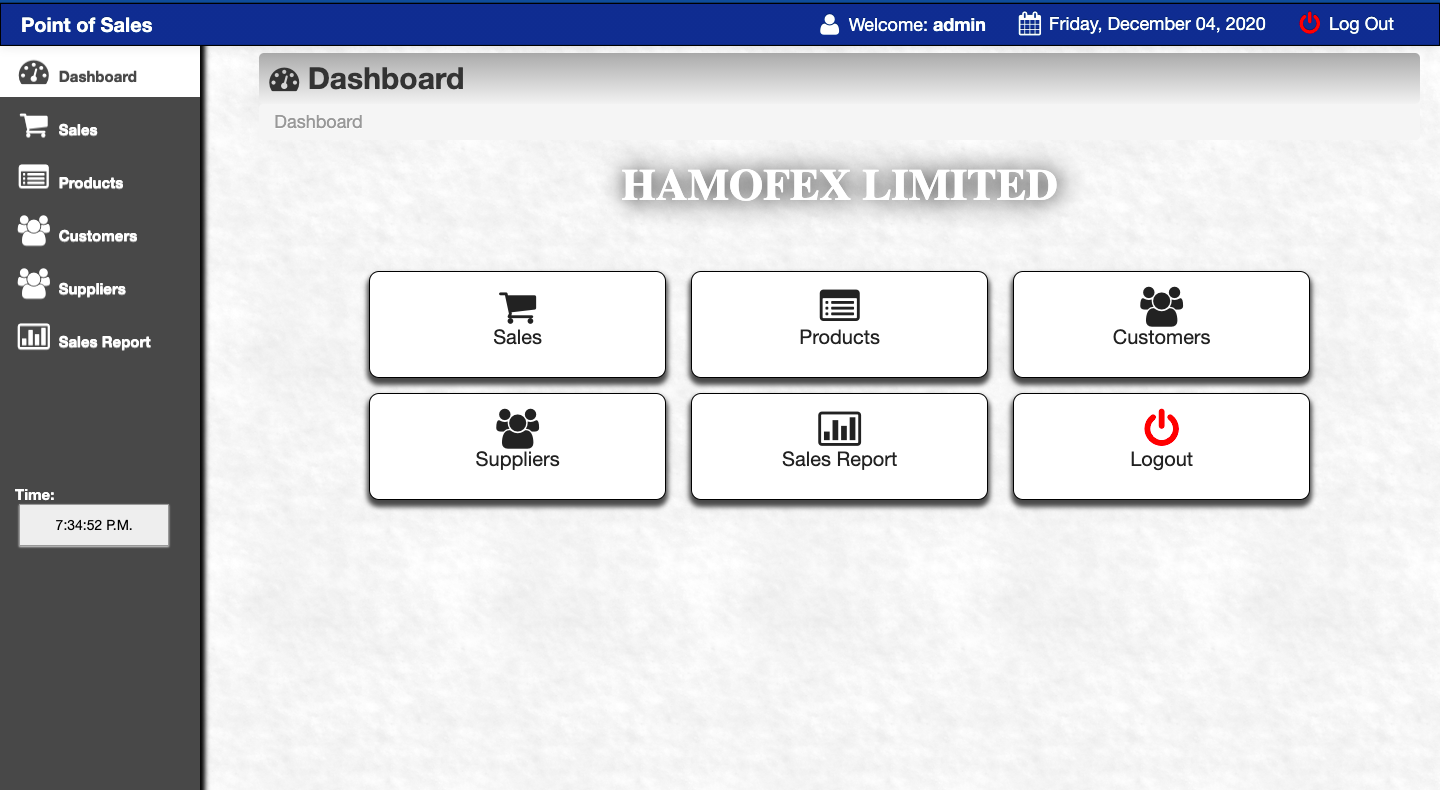 Point of Sales
Welcome: admin
Friday, December 04, 2020
Log Out
Dashboard
Sales
Products
Customers
Suppliers
Sales Report
Time:
7:34:52 P.M.
Dashboard
Dashboard
HAMOFEX LIMITED
Sales
Products
Customers
Suppliers
Sales Report
Logout